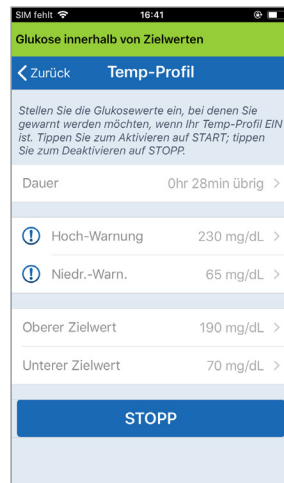 SIM fehlt 16:41
Glukose innerhalb von Zielwerten
Zurück Temp-Profil
Stellen Sie die Glukosewerte ein, bei denen Sie
gewarnt werden möchten, wenn Ihr Temp-Profil EIN
ist. Tippen Sie zum Aktivieren auf START; tippen
Sie zum Deaktivieren auf STOPP.
Dauer 0hr 28min übrig
Hoch-Warnung 230 mg/dL
Niedr.-Warn. 65 mg/dL
Oberer Zielwert 190 mg/dL
Unterer Zielwert 70 mg/dL
STOPP